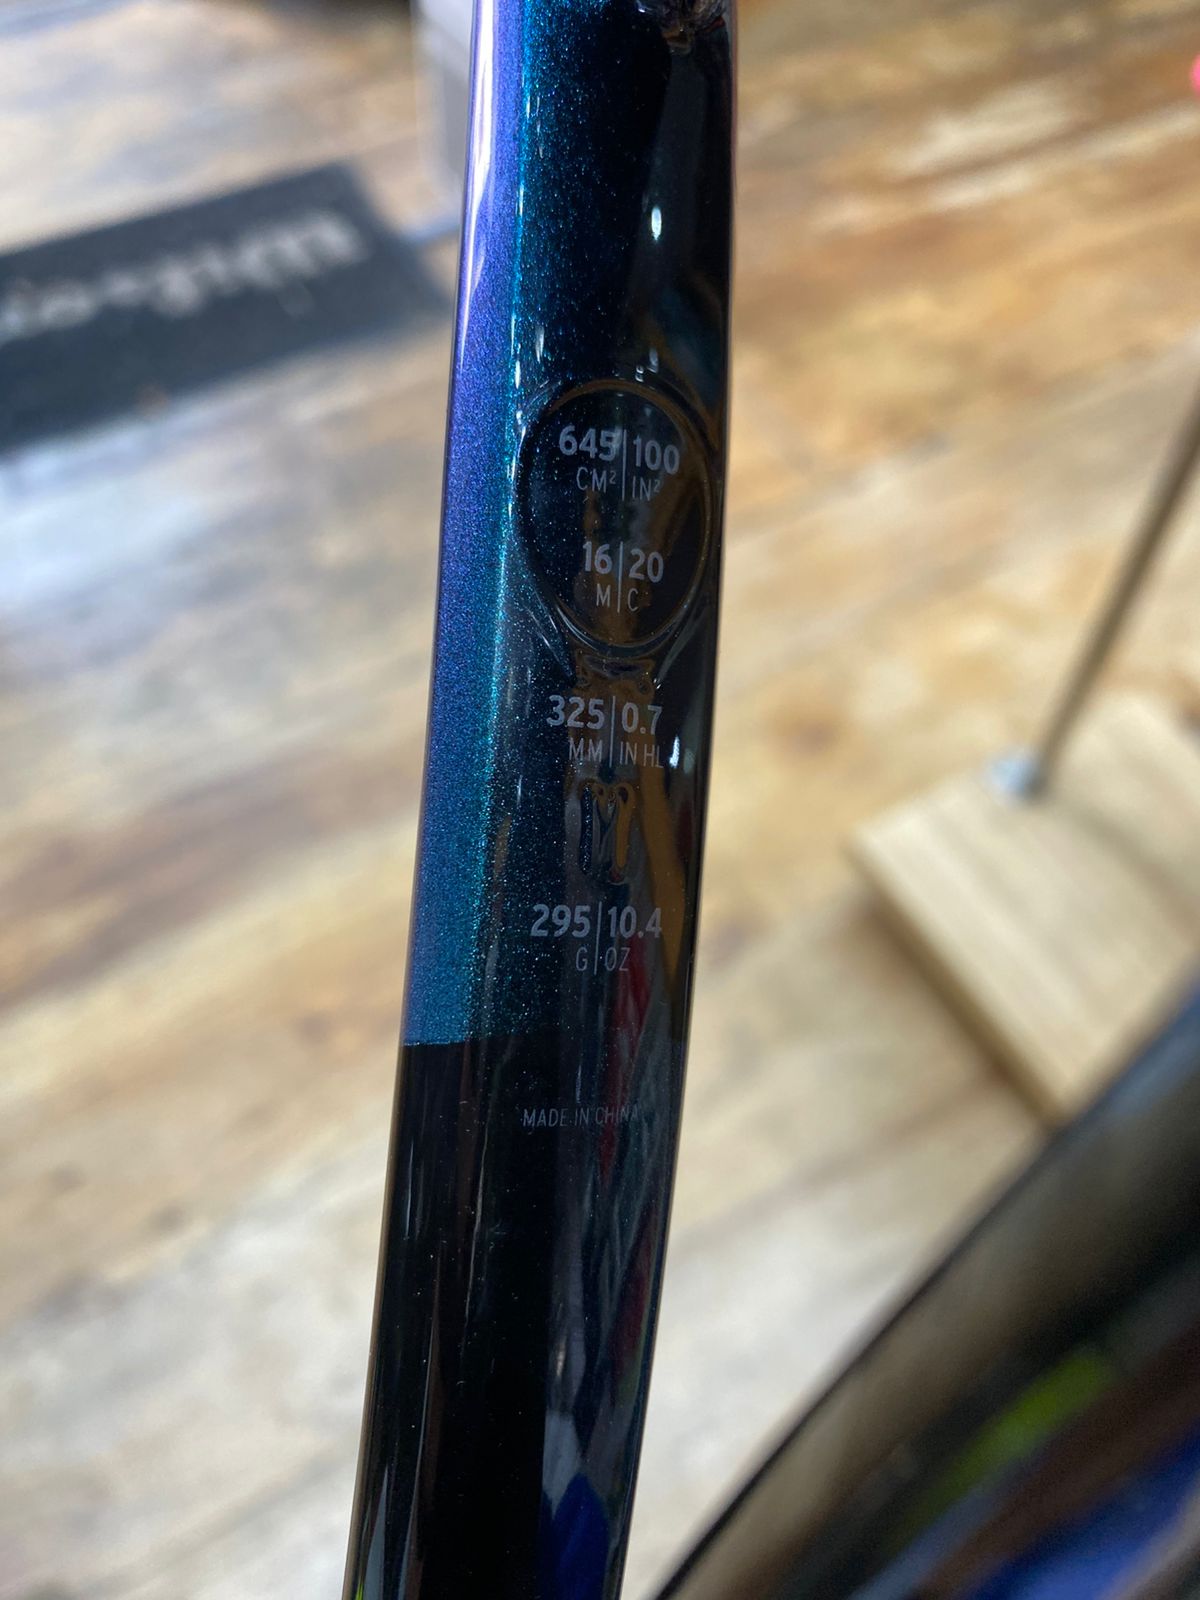 645|100
CM²|IN²
16|20
M|C
325|0.7
MM|IN HL
295|10.4
G|OZ
MADE IN CHINA
Wilson